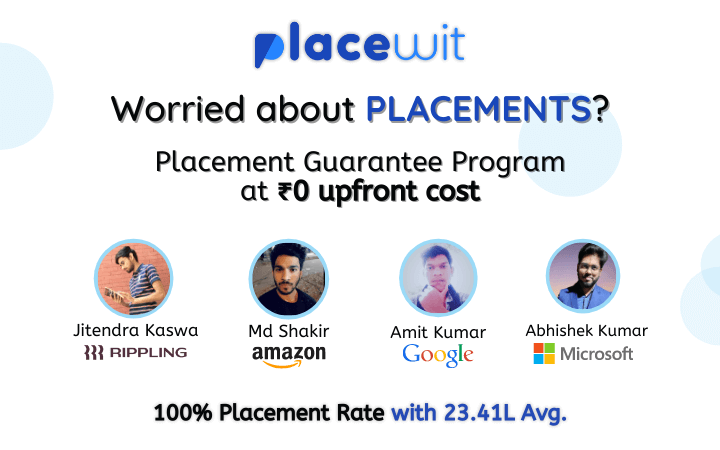 placewit
Worried about PLACEMENTS?
Placement Guarantee Program
at ₹0 upfront cost
Jitendra Kaswa
RIPPLING
Md Shakir
amazon
Amit Kumar
Google
Abhishek Kumar
Microsoft
100% Placement Rate with 23.41L Avg.